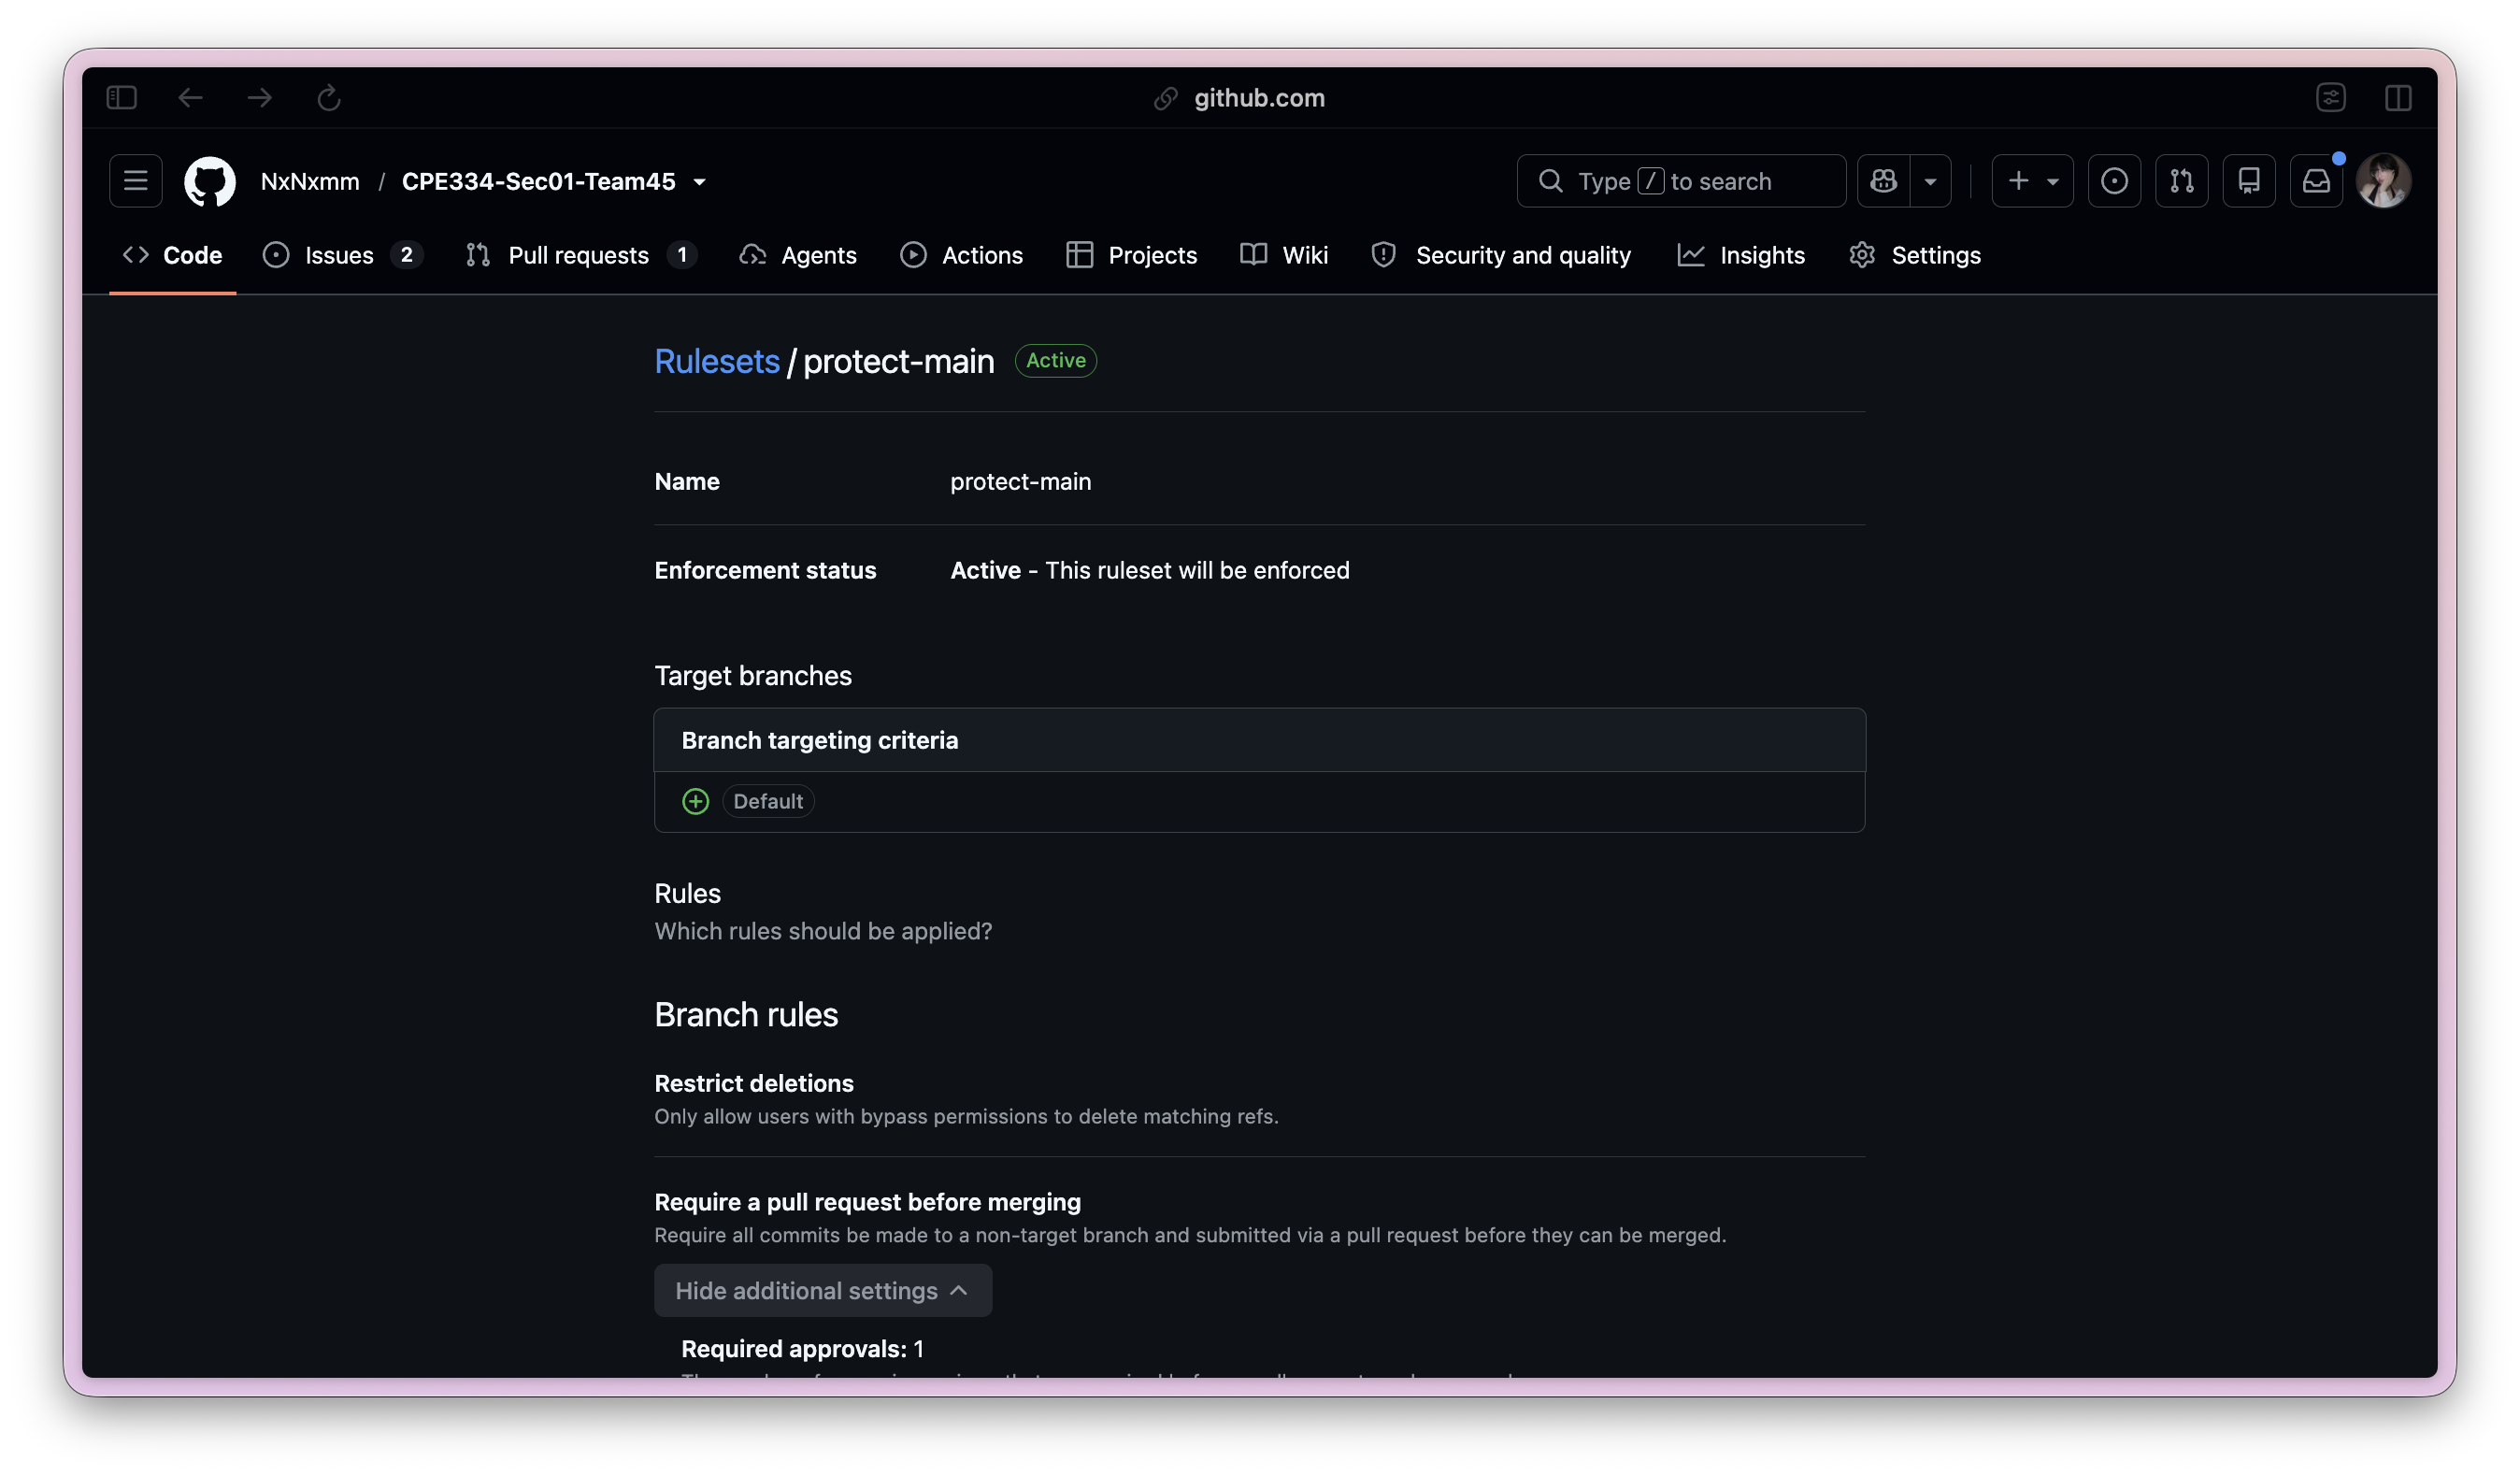 github.com
NxNxmm / CPE334-Sec01-Team45
Type / to search
Code
Issues 2
Pull requests 1
Agents
Actions
Projects
Wiki
Security and quality
Insights
Settings
Rulesets / protect-main Active
Name protect-main
Enforcement status Active - This ruleset will be enforced
Target branches
Branch targeting criteria
Default
Rules
Which rules should be applied?
Branch rules
Restrict deletions
Only allow users with bypass permissions to delete matching refs.
Require a pull request before merging
Require all commits be made to a non-target branch and submitted via a pull request before they can be merged.
Hide additional settings
Required approvals: 1